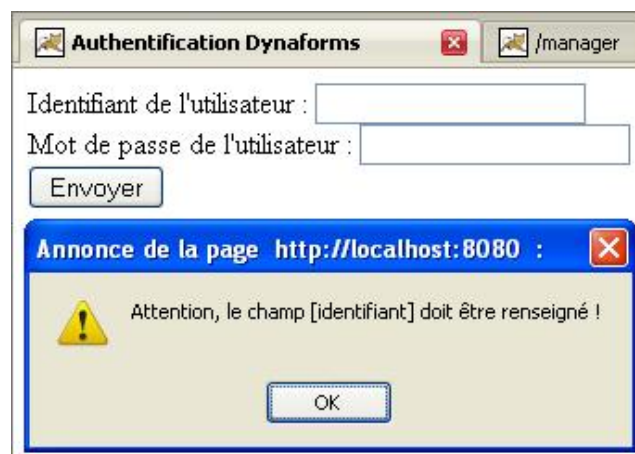 Authentification Dynaforms
/manager
Identifiant de l'utilisateur :
Mot de passe de l'utilisateur :
Envoyer
Annonce de la page http://localhost:8080 :
Attention, le champ [identifiant] doit être renseigné !
OK